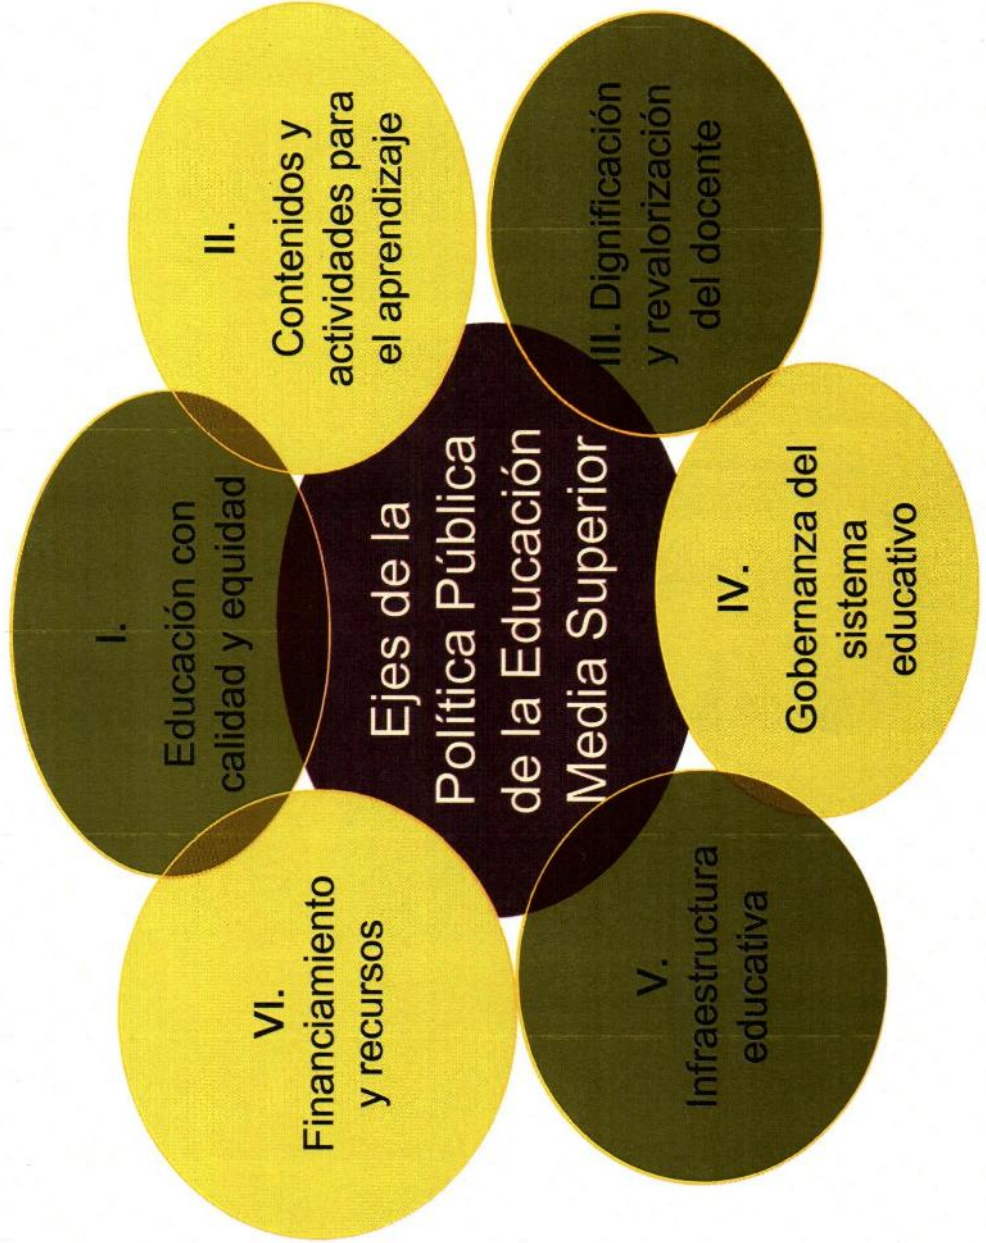 Ejes de la
Política Pública
de la Educación
Media Superior
I.
Educación con
calidad y equidad
II.
Contenidos y
actividades para
el aprendizaje
III. Dignificación
y revalorización
del docente
IV.
Gobernanza del
sistema
educativo
V.
Infraestructura
educativa
VI.
Financiamiento
y recursos